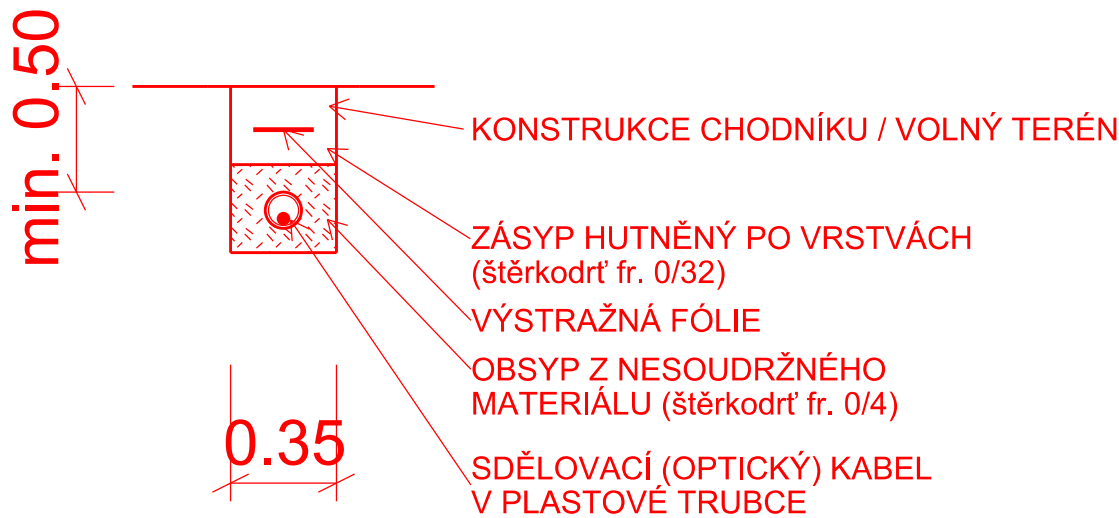 min. 0.50
KONSTRUKCE CHODNÍKU / VOLNÝ TERÉN
ZÁSYP HUTNĚNÝ PO VRSTVÁCH
(štěrkodrť fr. 0/32)
VÝSTRAŽNÁ FÓLIE
OBSYP Z NESOUDRŽNÉHO
MATERIÁLU (štěrkodrť fr. 0/4)
0.35
SDĚLOVACÍ (OPTICKÝ) KABEL
V PLASTOVÉ TRUBCE